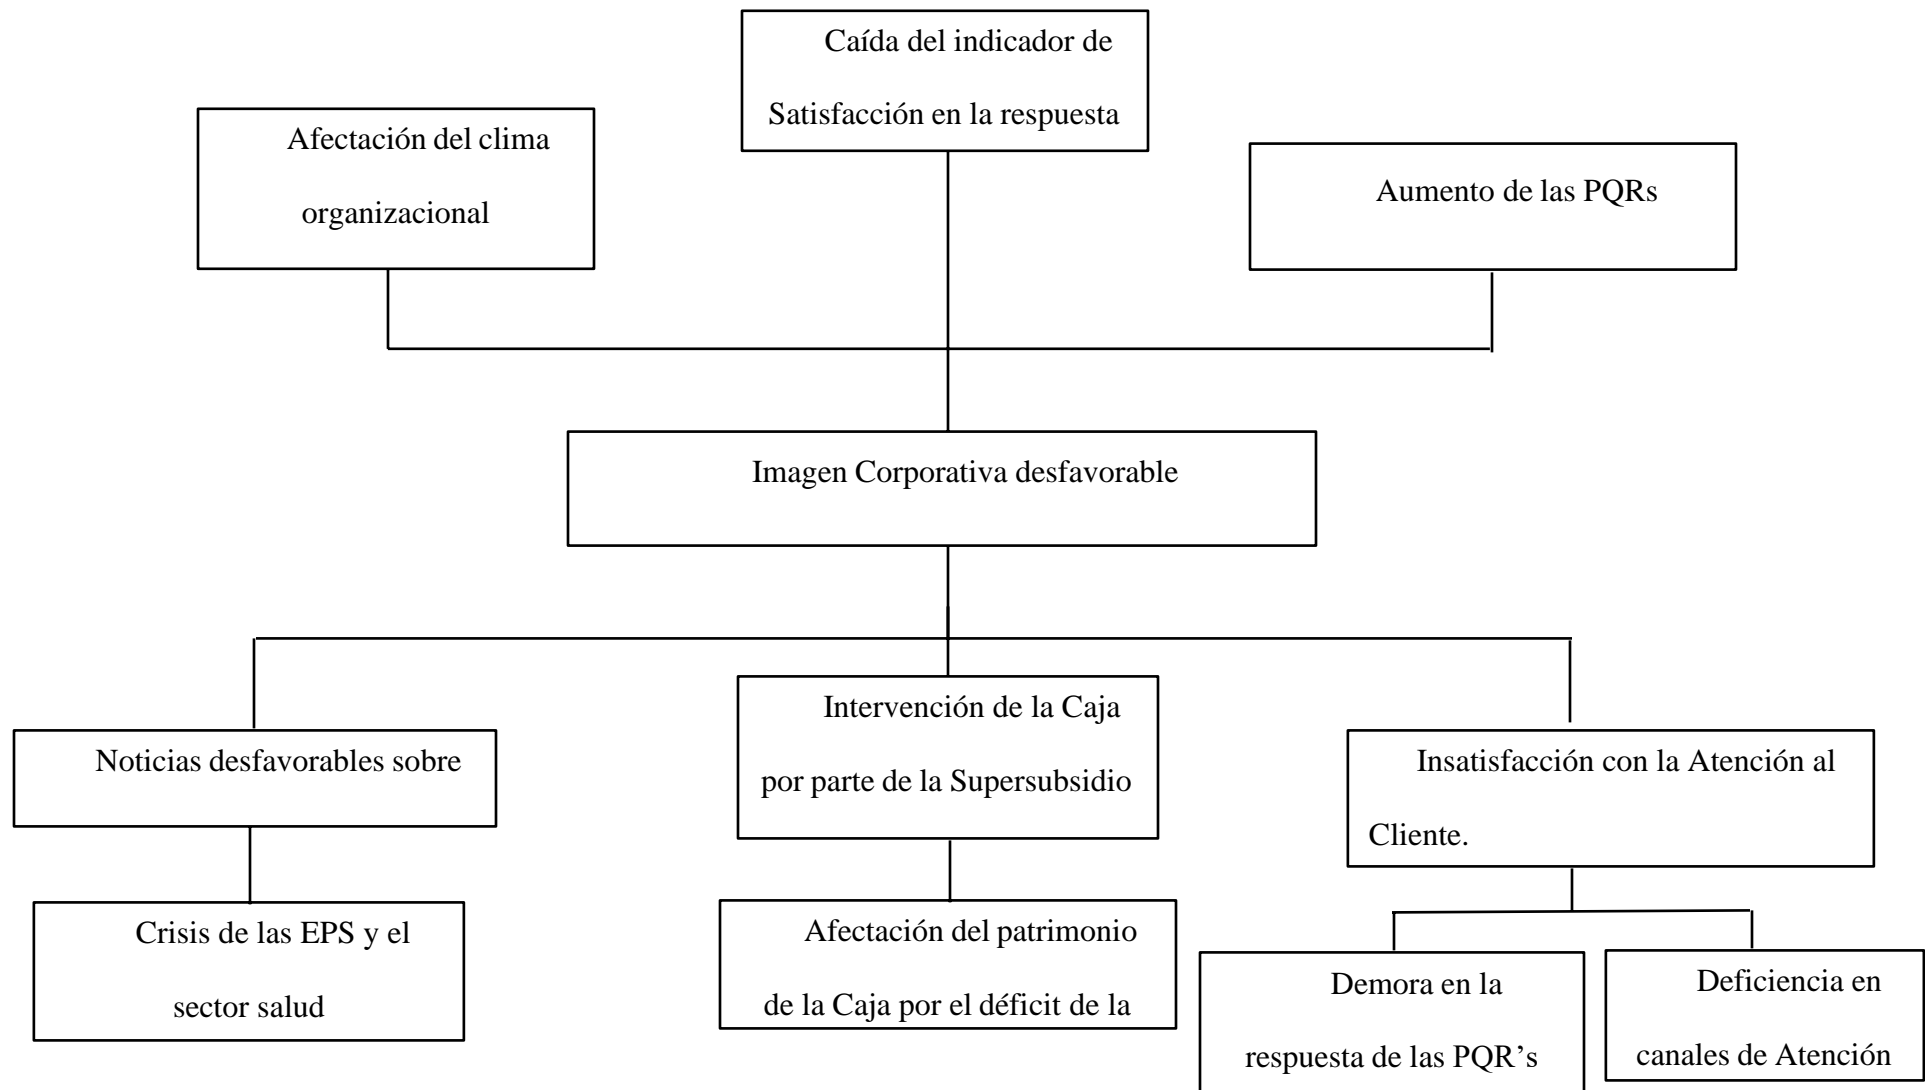 Caída del indicador de
Satisfacción en la respuesta
Afectación del clima
organizacional
Aumento de las PQRs
Imagen Corporativa desfavorable
Noticias desfavorables sobre
Intervención de la Caja
por parte de la Supersubsidio
Insatisfacción con la Atención al
Cliente.
Crisis de las EPS y el
sector salud
Afectación del patrimonio
de la Caja por el déficit de la
Demora en la
respuesta de las PQR’s
Deficiencia en
canales de Atención